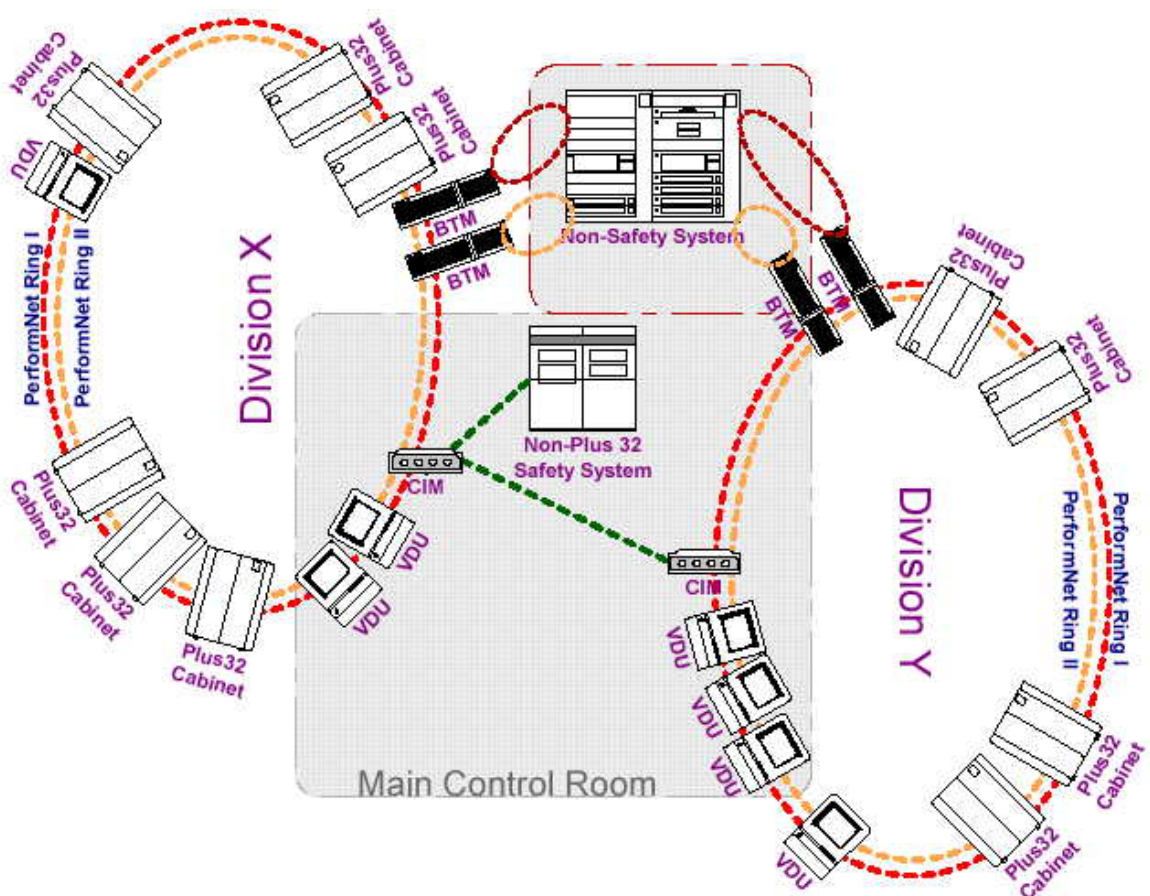 Plus32
Cabinet
Plus32
Cabinet
Plus32
Cabinet
VDU
BTM
BTM
Non-Safety System
BTM
BTM
Plus32
Cabinet
Plus32
Cabinet
PerformNet Ring I
PerformNet Ring II
Division X
Non-Plus 32
Safety System
CIM
VDU
VDU
Plus32
Cabinet
Plus32
Cabinet
Plus32
Cabinet
CIM
Division Y
PerformNet Ring II
PerformNet Ring I
VDU
VDU
VDU
VDU
Main Control Room
Plus32
Cabinet
Plus32
Cabinet